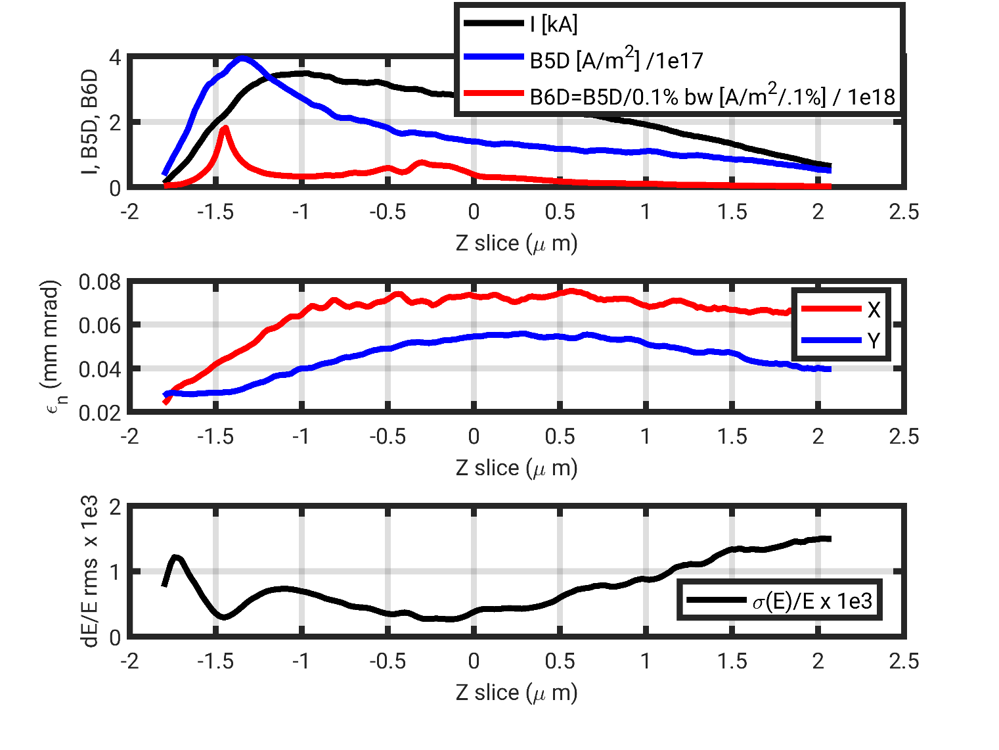 I [kA]
B5D [A/m²] /1e17
B6D=B5D/0.1% bw [A/m²/.1%] / 1e18
I, B5D, B6D
4
2
0
-2 -1.5 -1 -0.5 0 0.5 1 1.5 2 2.5
Z slice (μ m)
ϵn (mm mrad)
0.08
0.06
0.04
0.02
X
Y
-2 -1.5 -1 -0.5 0 0.5 1 1.5 2 2.5
Z slice (μ m)
dE/E rms x 1e3
2
1
0
σ(E)/E x 1e3
-2 -1.5 -1 -0.5 0 0.5 1 1.5 2 2.5
Z slice (μ m)